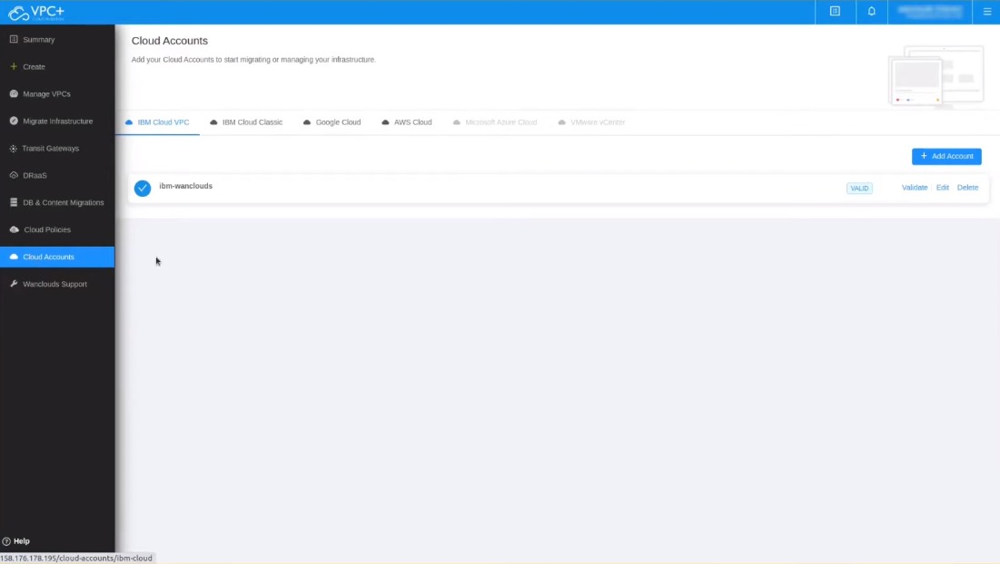 VPC+
Summary
Create
Manage VPCs
Migrate Infrastructure
Transit Gateways
DRaaS
DB & Content Migrations
Cloud Policies
Cloud Accounts
Wanclouds Support
Help
158.176.178.195/cloud-accounts/ibm-cloud
Cloud Accounts
Add your Cloud Accounts to start migrating or managing your infrastructure.
IBM Cloud VPC IBM Cloud Classic Google Cloud AWS Cloud Microsoft Azure Cloud VMware vCenter
+ Add Account
ibm-wanclouds VALID Validate Edit Delete